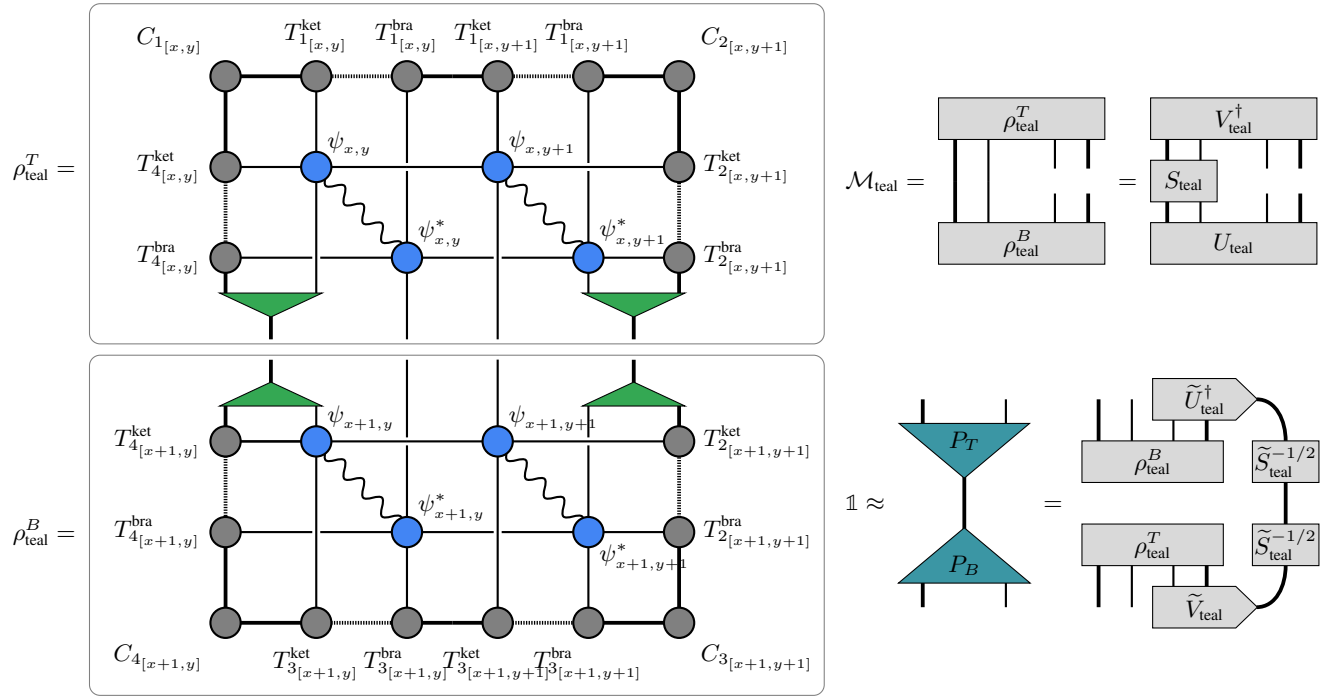 C_{1_{[x,y]}} T^{ket}_{1_{[x,y]}} T^{bra}_{1_{[x,y]}} T^{ket}_{1_{[x,y+1]}} T^{bra}_{1_{[x,y+1]}} C_{2_{[x,y+1]}}
ψ_{x,y} ψ_{x,y+1}
ρ^T_{teal} = T^{ket}_{4_{[x,y]}} T^{ket}_{2_{[x,y+1]}}
ψ^*_{x,y} ψ^*_{x,y+1}
T^{bra}_{4_{[x,y]}} T^{bra}_{2_{[x,y+1]}}
ψ_{x+1,y} ψ_{x+1,y+1}
T^{ket}_{4_{[x+1,y]}} T^{ket}_{2_{[x+1,y+1]}}
ψ^*_{x+1,y}
ρ^B_{teal} = T^{bra}_{4_{[x+1,y]}} T^{bra}_{2_{[x+1,y+1]}}
ψ^*_{x+1,y+1}
C_{4_{[x+1,y]}} T^{ket}_{3_{[x+1,y]}} T^{bra}_{3_{[x+1,y]}} T^{ket}_{3_{[x+1,y+1]}} T^{bra}_{3_{[x+1,y+1]}} C_{3_{[x+1,y+1]}}
ρ^T_{teal} V^†_{teal}
ℳ_{teal} = = S_{teal}
ρ^B_{teal} U_{teal}
Ũ^†_{teal}
P_T ρ^B_{teal} S̃^{-1/2}_{teal}
𝟙 ≈ =
P_B ρ^T_{teal} S̃^{-1/2}_{teal}
Ṽ_{teal}